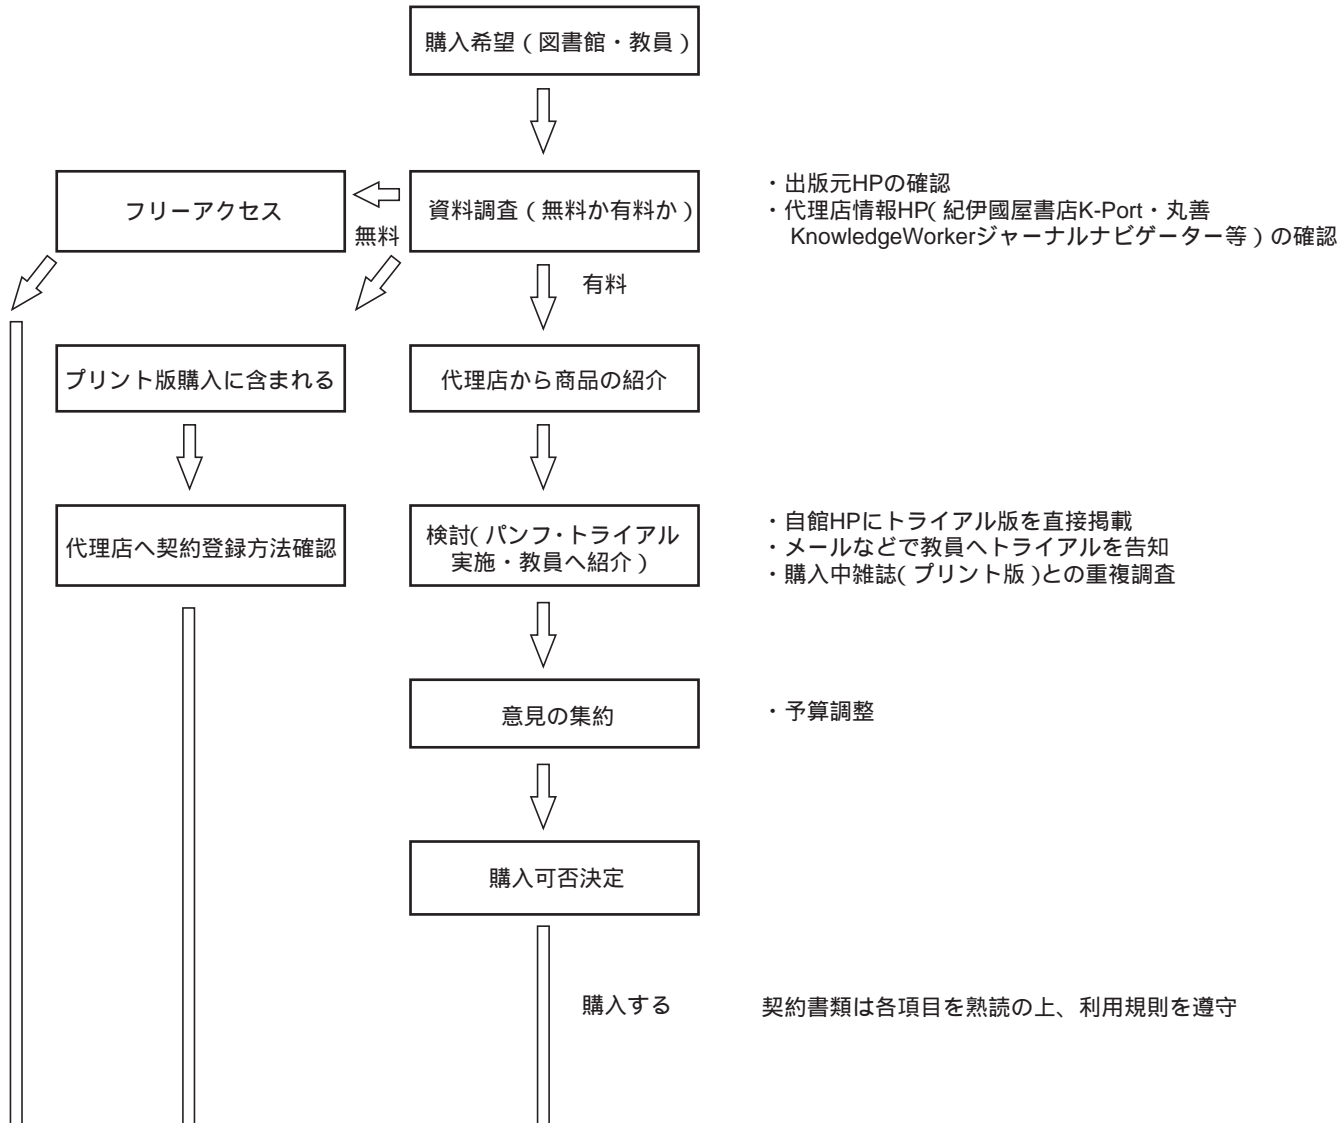 購入希望（図書館・教員）
フリーアクセス
無料
資料調査（無料か有料か）
・出版元HPの確認
・代理店情報HP（紀伊國屋書店K-Port・丸善
KnowledgeWorkerジャーナルナビゲーター等）の確認
有料
プリント版購入に含まれる
代理店から商品の紹介
代理店へ契約登録方法確認
検討（パンフ・トライアル
実施・教員へ紹介）
・自館HPにトライアル版を直接掲載
・メールなどで教員へトライアルを告知
・購入中雑誌（プリント版）との重複調査
意見の集約
・予算調整
購入可否決定
購入する
契約書類は各項目を熟読の上、利用規則を遵守